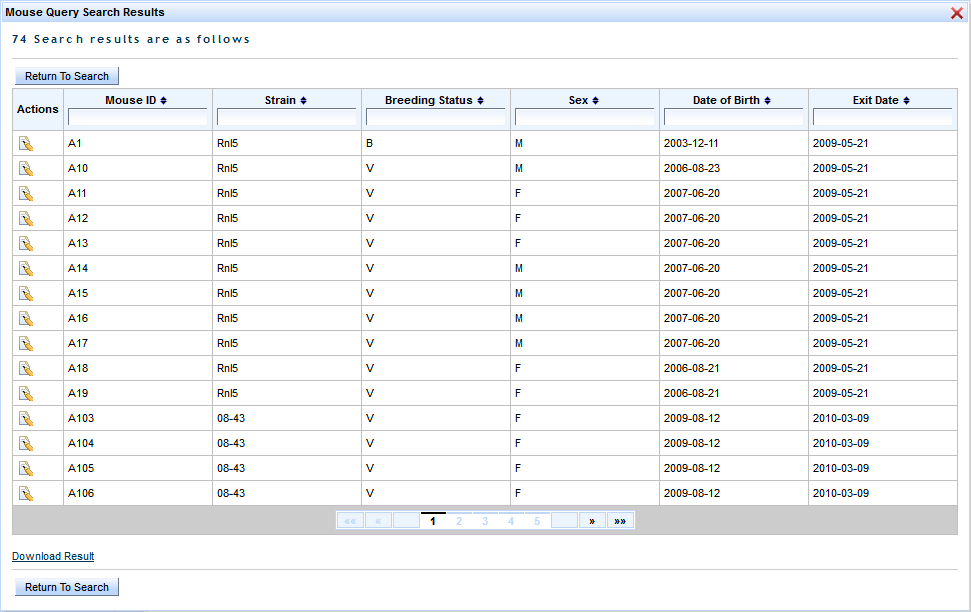 Mouse Query Search Results
74 Search results are as follows
Return To Search
Actions Mouse ID Strain Breeding Status Sex Date of Birth Exit Date
A1 Rnl5 B M 2003-12-11 2009-05-21
A10 Rnl5 V M 2006-08-23 2009-05-21
A11 Rnl5 V F 2007-06-20 2009-05-21
A12 Rnl5 V F 2007-06-20 2009-05-21
A13 Rnl5 V F 2007-06-20 2009-05-21
A14 Rnl5 V M 2007-06-20 2009-05-21
A15 Rnl5 V M 2007-06-20 2009-05-21
A16 Rnl5 V M 2007-06-20 2009-05-21
A17 Rnl5 V M 2007-06-20 2009-05-21
A18 Rnl5 V F 2006-08-21 2009-05-21
A19 Rnl5 V F 2006-08-21 2009-05-21
A103 08-43 V F 2009-08-12 2010-03-09
A104 08-43 V F 2009-08-12 2010-03-09
A105 08-43 V F 2009-08-12 2010-03-09
A106 08-43 V F 2009-08-12 2010-03-09
«« « 1 2 3 4 5 » »»
Download Result
Return To Search